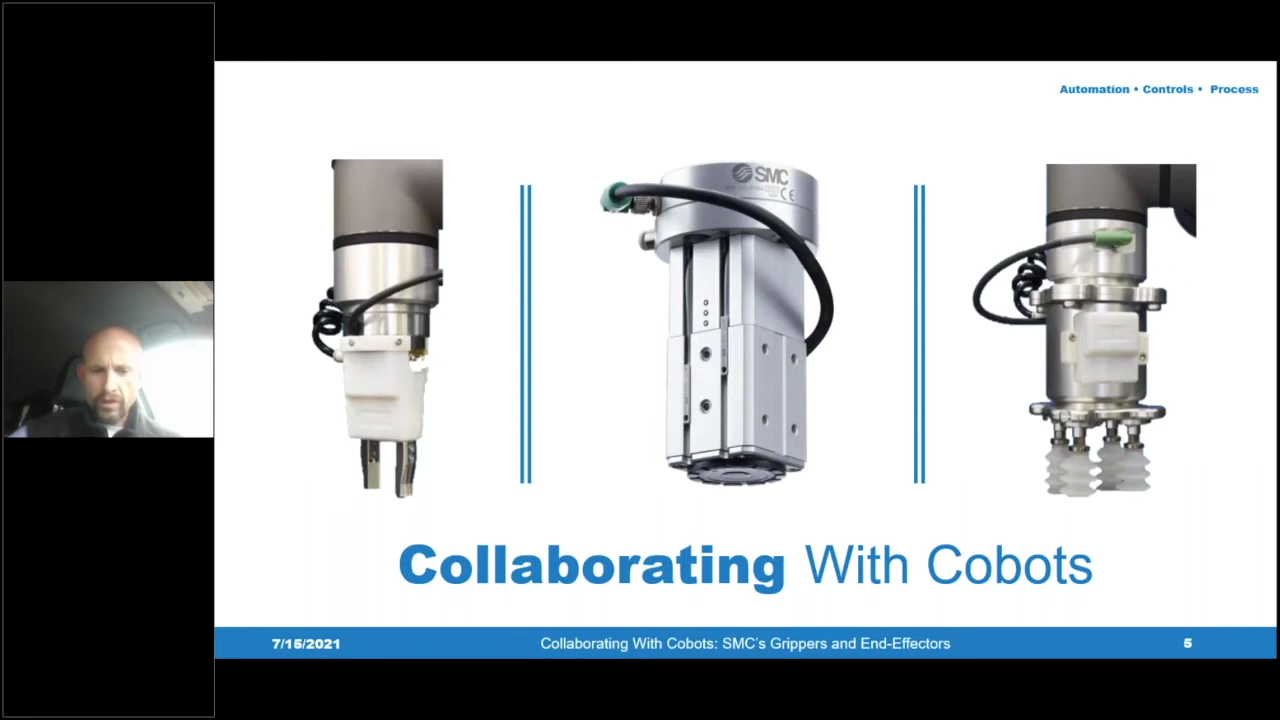 Automation • Controls • Process
SMC
CE
Collaborating With Cobots
7/15/2021
Collaborating With Cobots: SMC's Grippers and End-Effectors
5